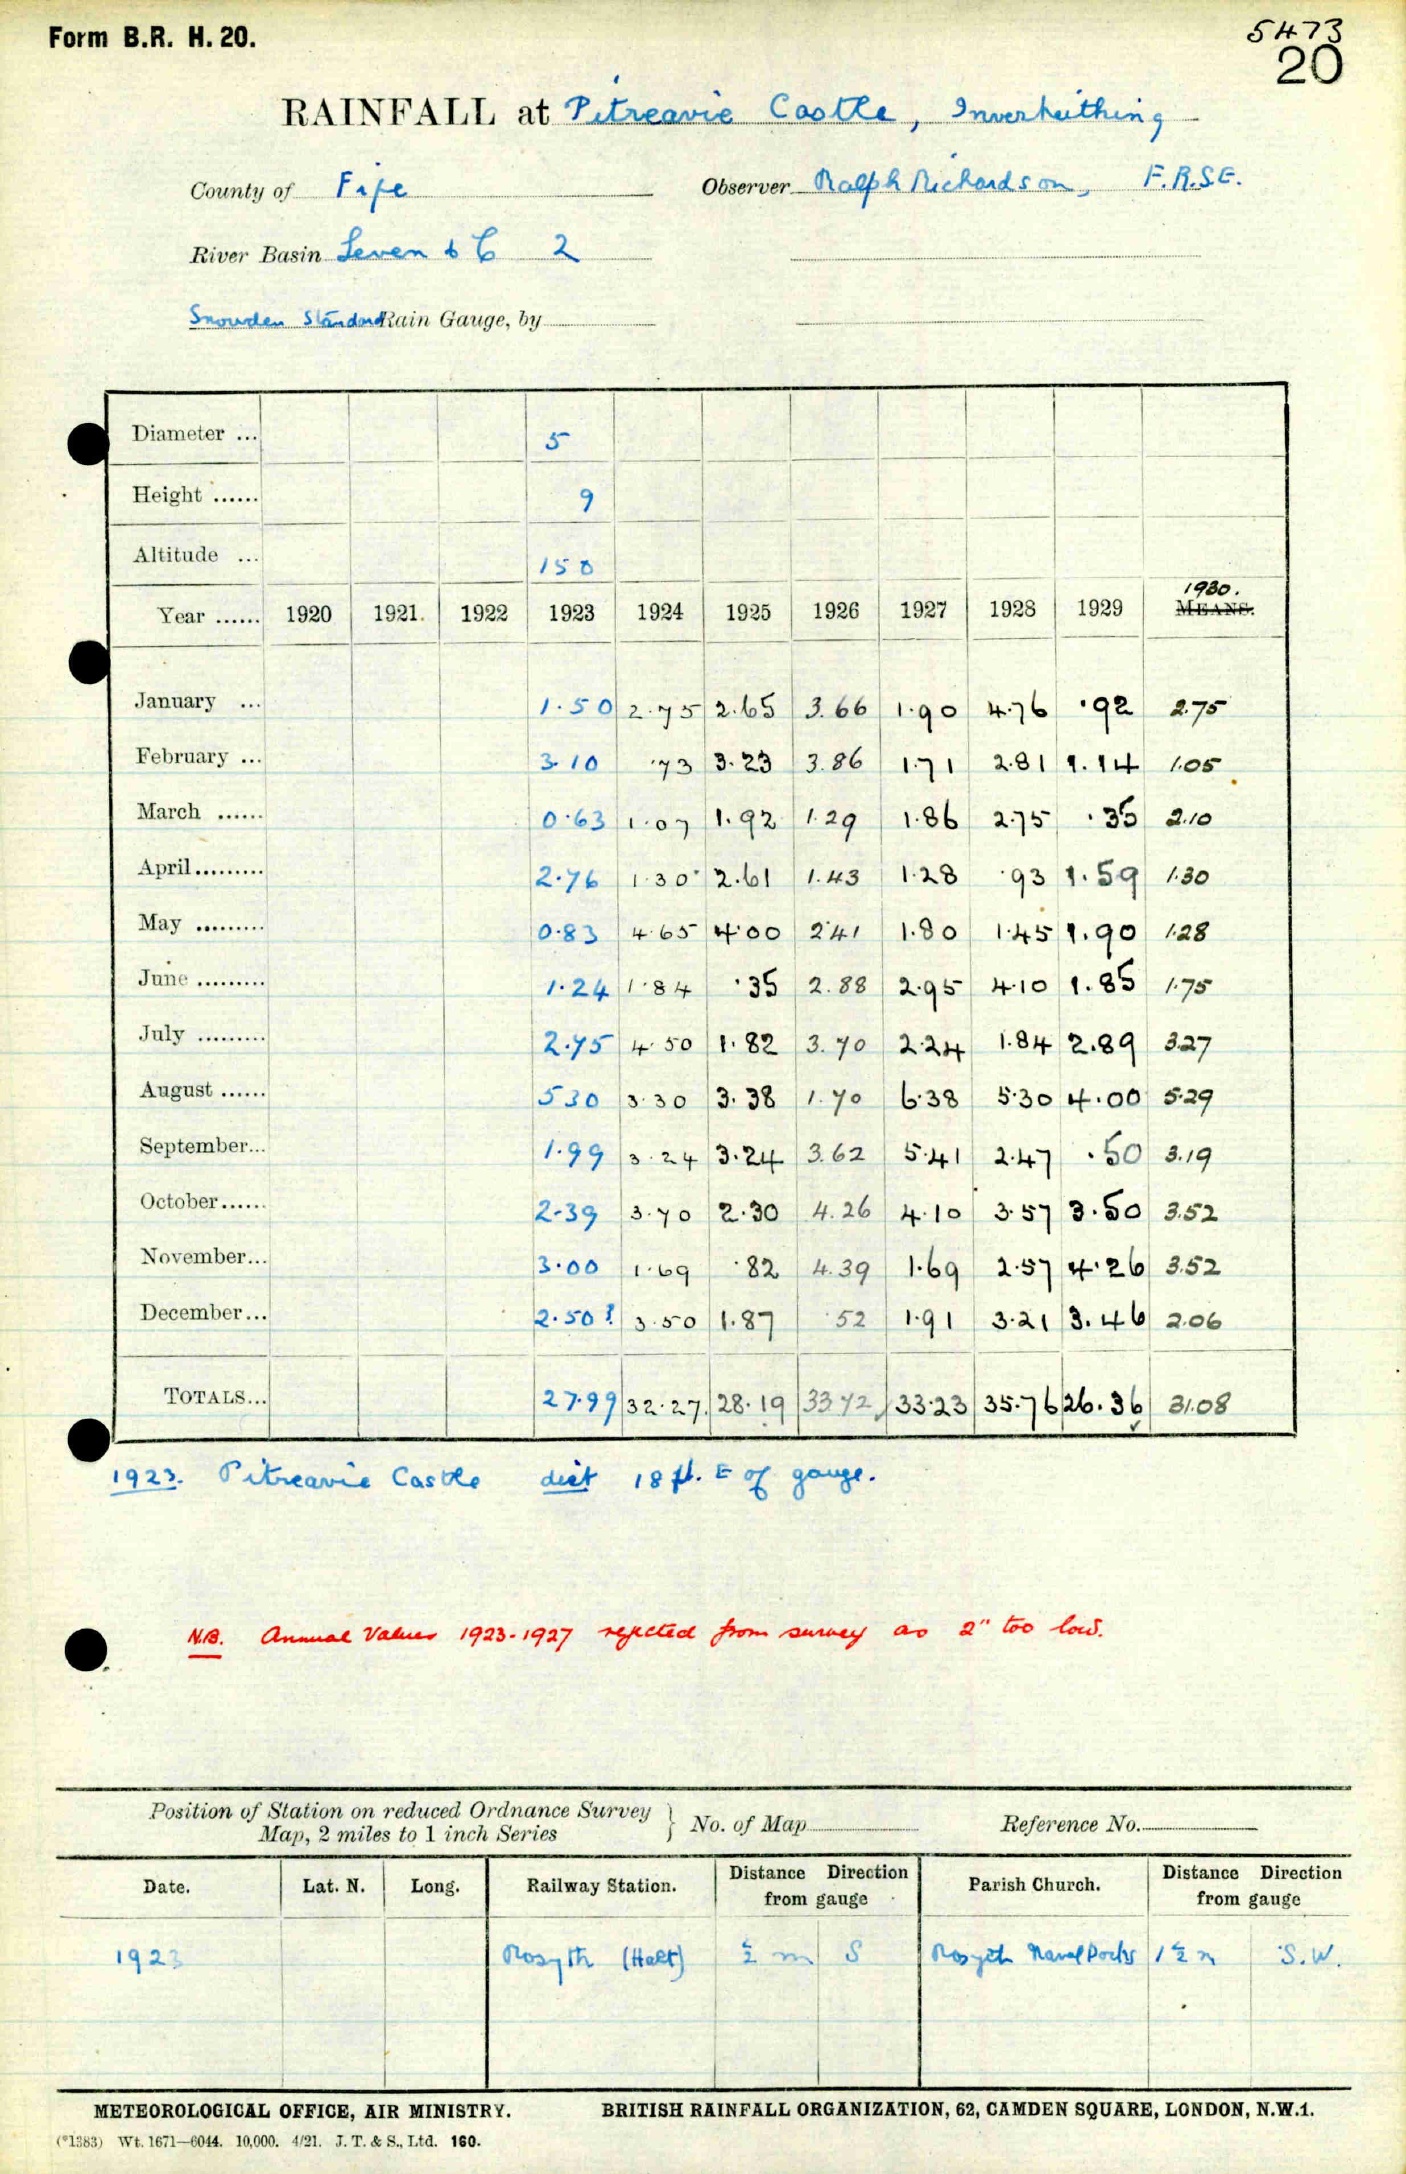 Form B.R. H. 20.
5473
20
RAINFALL at Pitreavie Castle, Inverkeithing
County of Fife Observer Ralph Richardson, F.R.S.E.
River Basin Leven & C 2
Snowden Standard Rain Gauge, by
Diameter ... 5
Height ...... 9
Altitude ... 150
1930.
Year ...... 1920 1921. 1922 1923 1924 1925 1926 1927 1928 1929 MEANS.
January ... 1.50 2.75 2.65 3.66 1.90 4.76 .92 2.75
February ... 3.10 .73 3.23 3.86 1.71 2.81 1.14 1.05
March ...... 0.63 1.07 1.92 1.29 1.86 2.75 .35 2.10
April......... 2.76 1.30 2.61 1.43 1.28 .93 1.59 1.30
May ......... 0.83 4.65 4.00 2.41 1.80 1.45 1.90 1.28
June ......... 1.24 1.84 .35 2.88 2.95 4.10 1.85 1.75
July ......... 2.75 4.50 1.82 3.70 2.24 1.84 2.89 3.27
August ...... 5.30 3.30 3.38 1.70 6.38 5.30 4.00 5.29
September... 1.99 3.24 3.24 3.62 5.41 2.47 .50 3.19
October...... 2.39 3.70 2.30 4.26 4.10 3.57 3.50 3.52
November... 3.00 1.69 .82 4.39 1.69 2.57 4.26 3.52
December... 2.50? 3.50 1.87 .52 1.91 3.21 3.46 2.06
TOTALS... 27.99 32.27 28.19 33.72 33.23 35.76 26.36 31.08
1923. Pitreavie Castle dist 18 ft. E of gauge.
N.B. Annual Values 1923-1927 rejected from survey as 2" too low.
Position of Station on reduced Ordnance Survey
Map, 2 miles to 1 inch Series } No. of Map Reference No.
Date. Lat. N. Long. Railway Station. Distance Direction from gauge Parish Church. Distance Direction from gauge
1923 Rosyth (Halt) ½ m S Rosyth Naval Docks 1½ m S.W.
METEOROLOGICAL OFFICE, AIR MINISTRY. BRITISH RAINFALL ORGANIZATION, 62, CAMDEN SQUARE, LONDON, N.W.1.
(*1383) Wt. 1671—6044. 10,000. 4/21. J. T. & S., Ltd. 160.